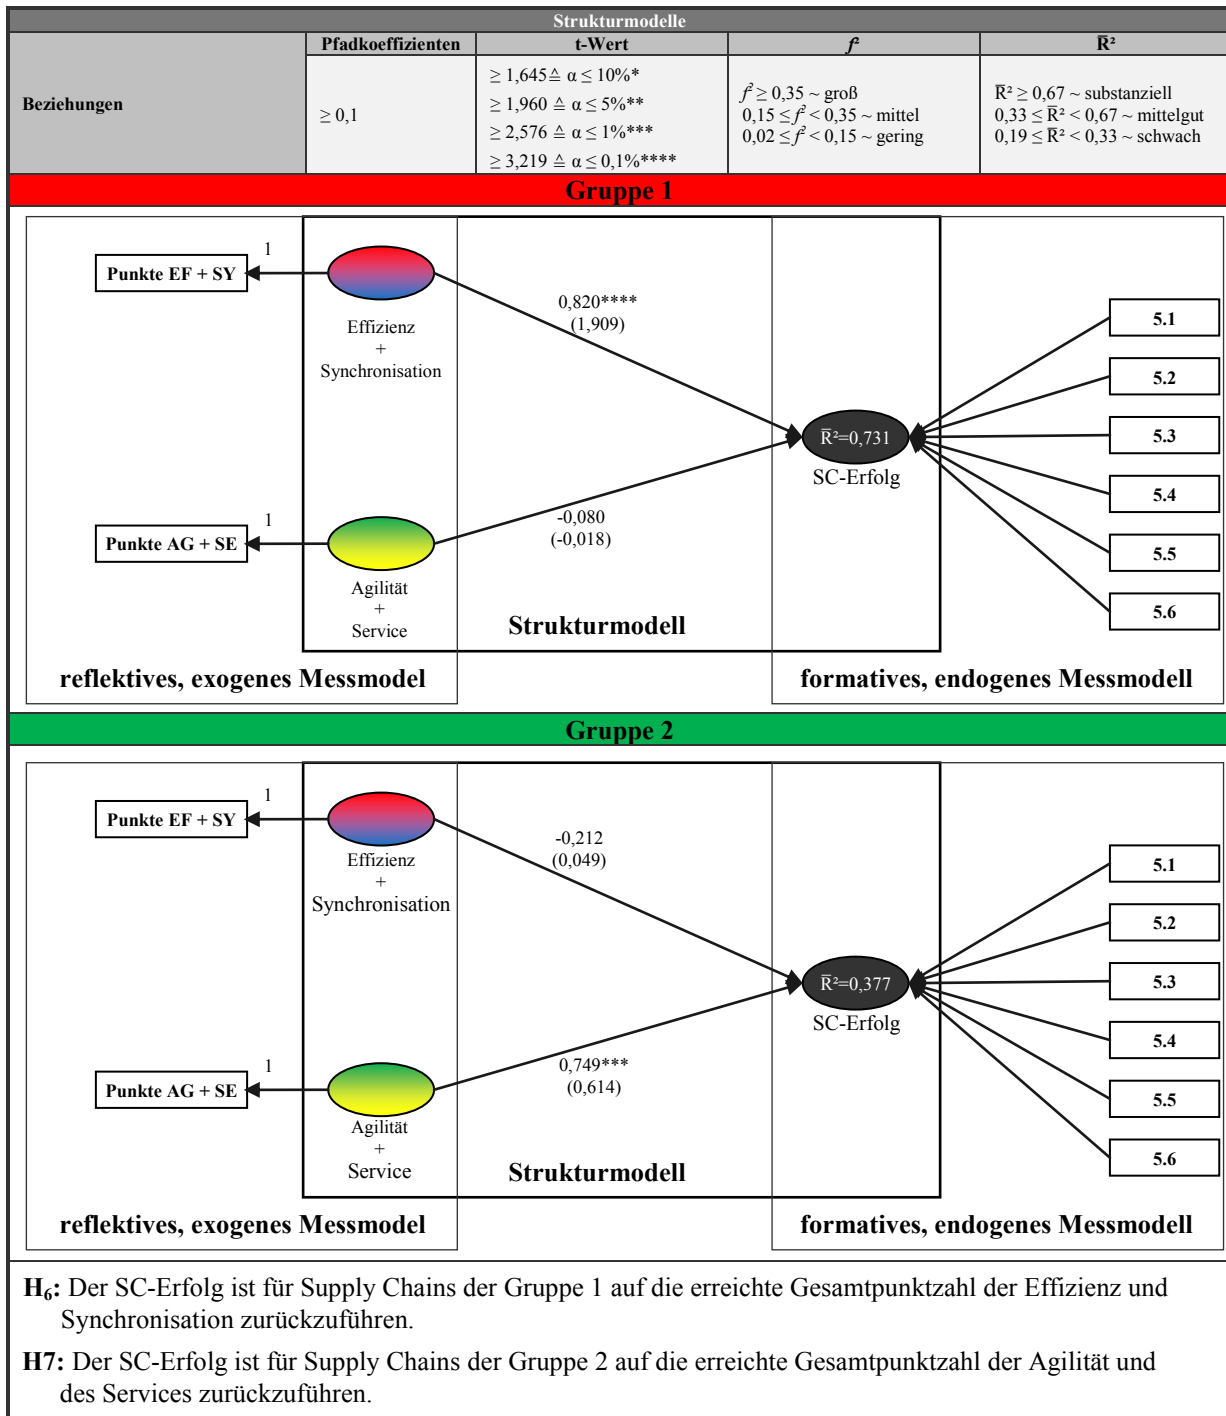 Strukturmodelle
Beziehungen
Pfadkoeffizienten
t-Wert
f²
R̅²
≥ 0,1
≥ 1,645 ≙ α ≤ 10%*
≥ 1,960 ≙ α ≤ 5%**
≥ 2,576 ≙ α ≤ 1%***
≥ 3,219 ≙ α ≤ 0,1%****
f² ≥ 0,35 ~ groß
0,15 ≤ f² < 0,35 ~ mittel
0,02 ≤ f² < 0,15 ~ gering
R̅² ≥ 0,67 ~ substanziell
0,33 ≤ R̅² < 0,67 ~ mittelgut
0,19 ≤ R̅² < 0,33 ~ schwach
Gruppe 1
Punkte EF + SY
1
Effizienz
+
Synchronisation
0,820****
(1,909)
R̅²=0,731
SC-Erfolg
5.1
5.2
5.3
5.4
5.5
5.6
Punkte AG + SE
1
Agilität
+
Service
-0,080
(-0,018)
Strukturmodell
reflektives, exogenes Messmodel
formatives, endogenes Messmodell
Gruppe 2
Punkte EF + SY
1
Effizienz
+
Synchronisation
-0,212
(0,049)
R̅²=0,377
SC-Erfolg
5.1
5.2
5.3
5.4
5.5
5.6
Punkte AG + SE
1
Agilität
+
Service
0,749***
(0,614)
Strukturmodell
reflektives, exogenes Messmodel
formatives, endogenes Messmodell
H₆: Der SC-Erfolg ist für Supply Chains der Gruppe 1 auf die erreichte Gesamtpunktzahl der Effizienz und
Synchronisation zurückzuführen.
H7: Der SC-Erfolg ist für Supply Chains der Gruppe 2 auf die erreichte Gesamtpunktzahl der Agilität und
des Services zurückzuführen.